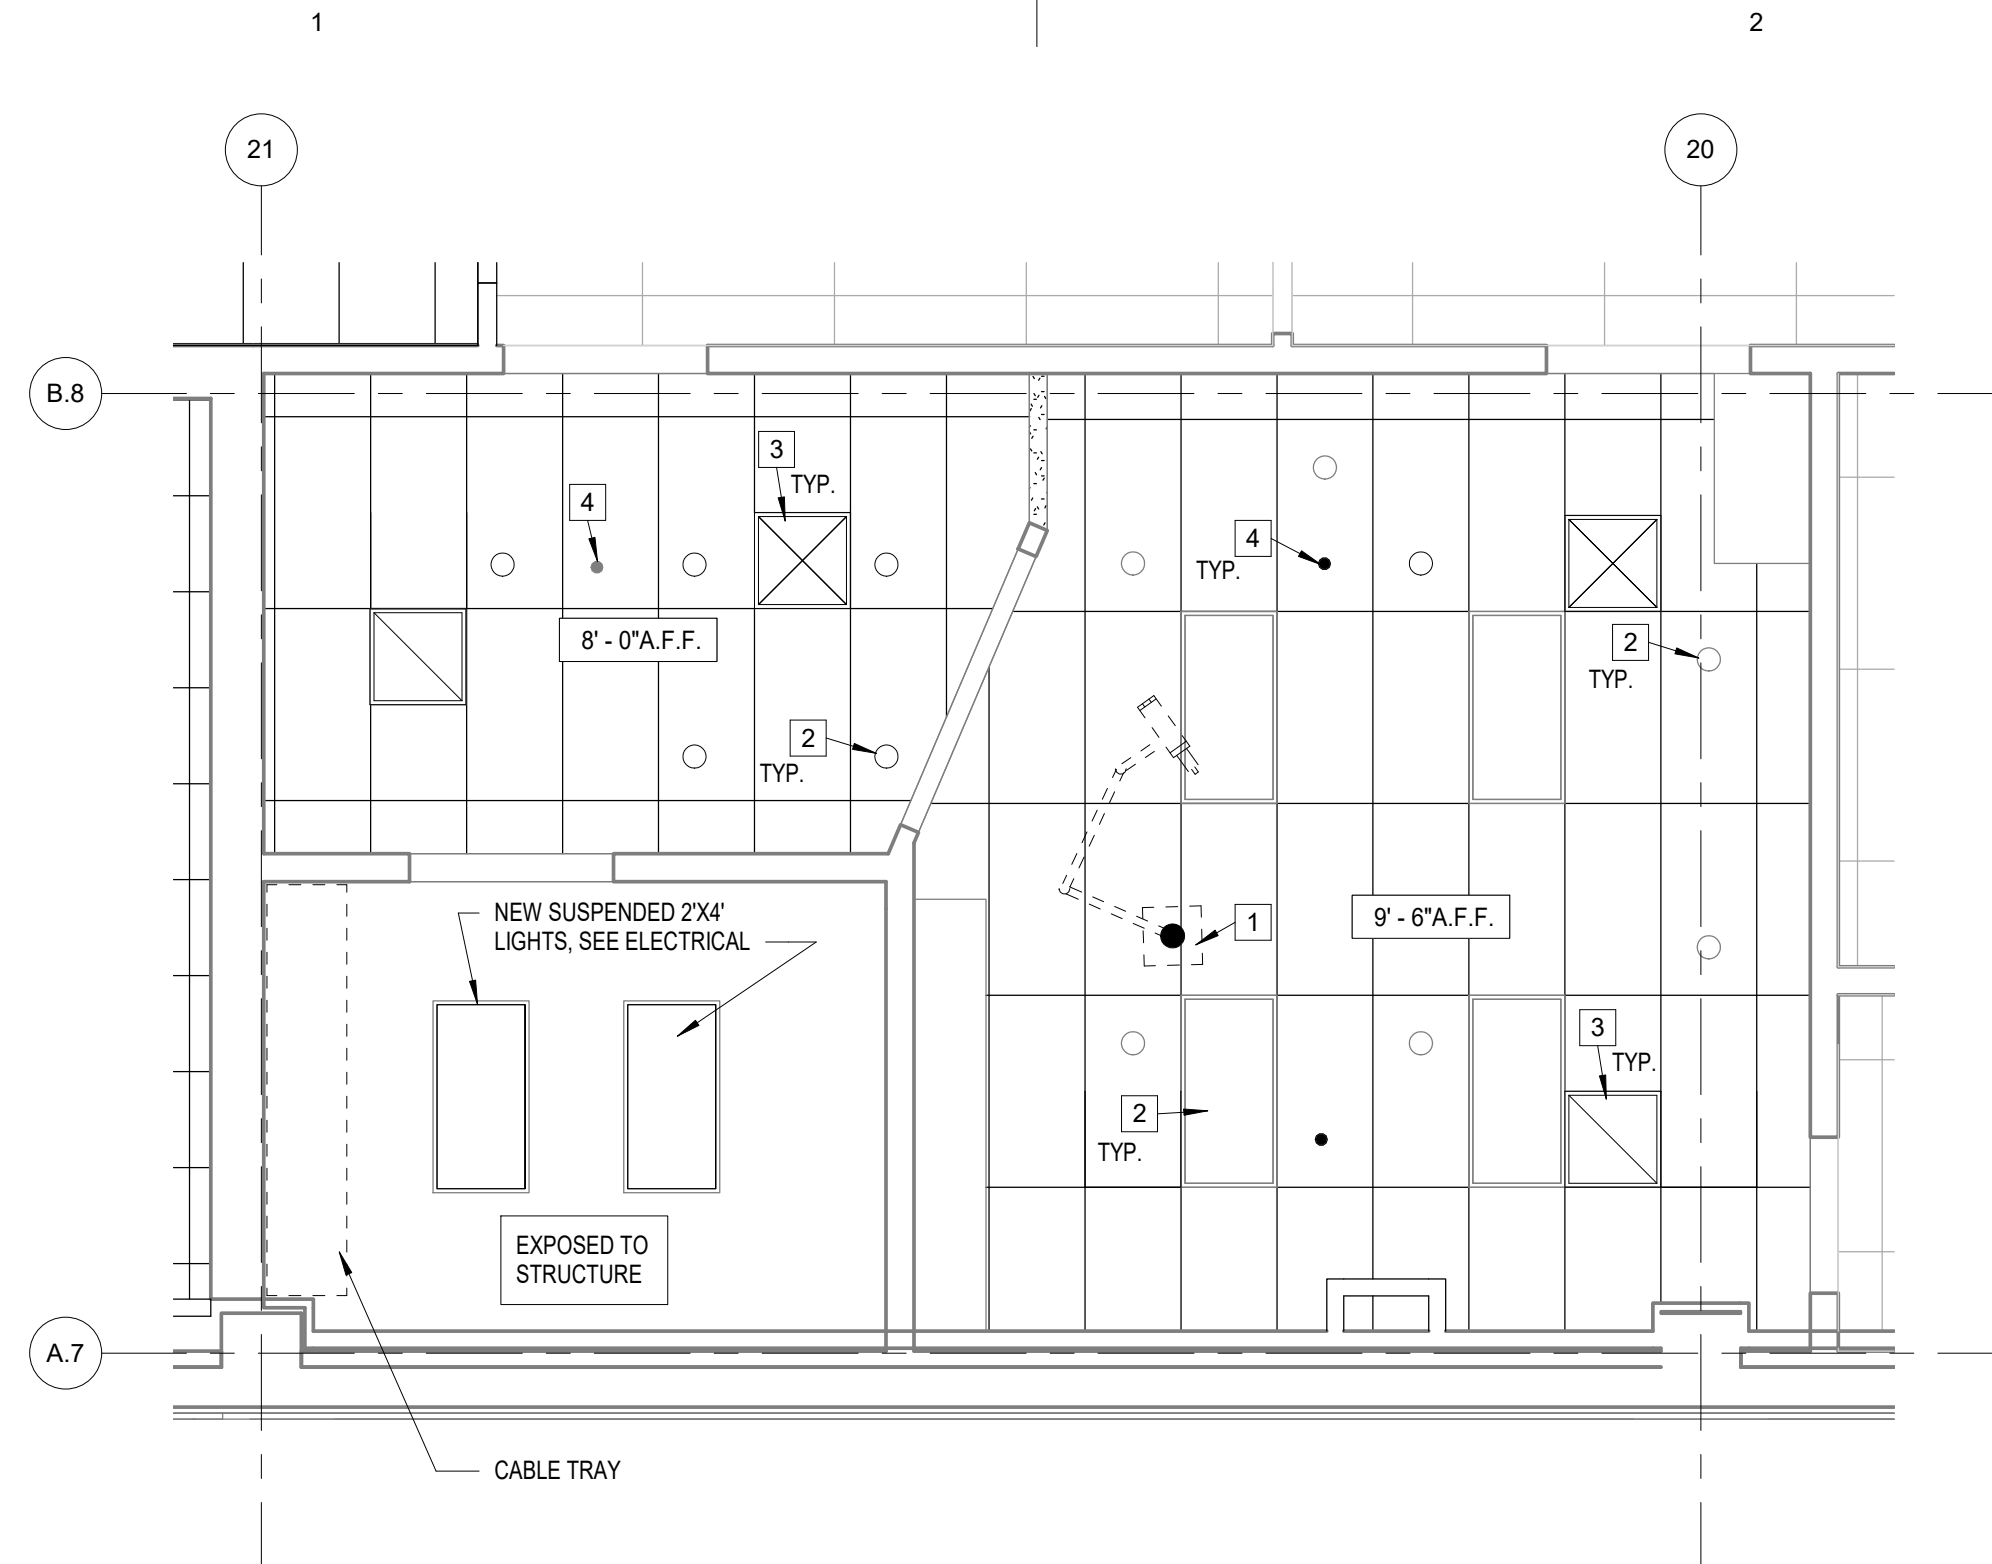 1
2
21
20
B.8
3
TYP.
4
4
TYP.
8' - 0"A.F.F.
2
TYP.
2
TYP.
NEW SUSPENDED 2'X4'
LIGHTS, SEE ELECTRICAL
1
9' - 6"A.F.F.
3
TYP.
2
TYP.
EXPOSED TO
STRUCTURE
A.7
CABLE TRAY